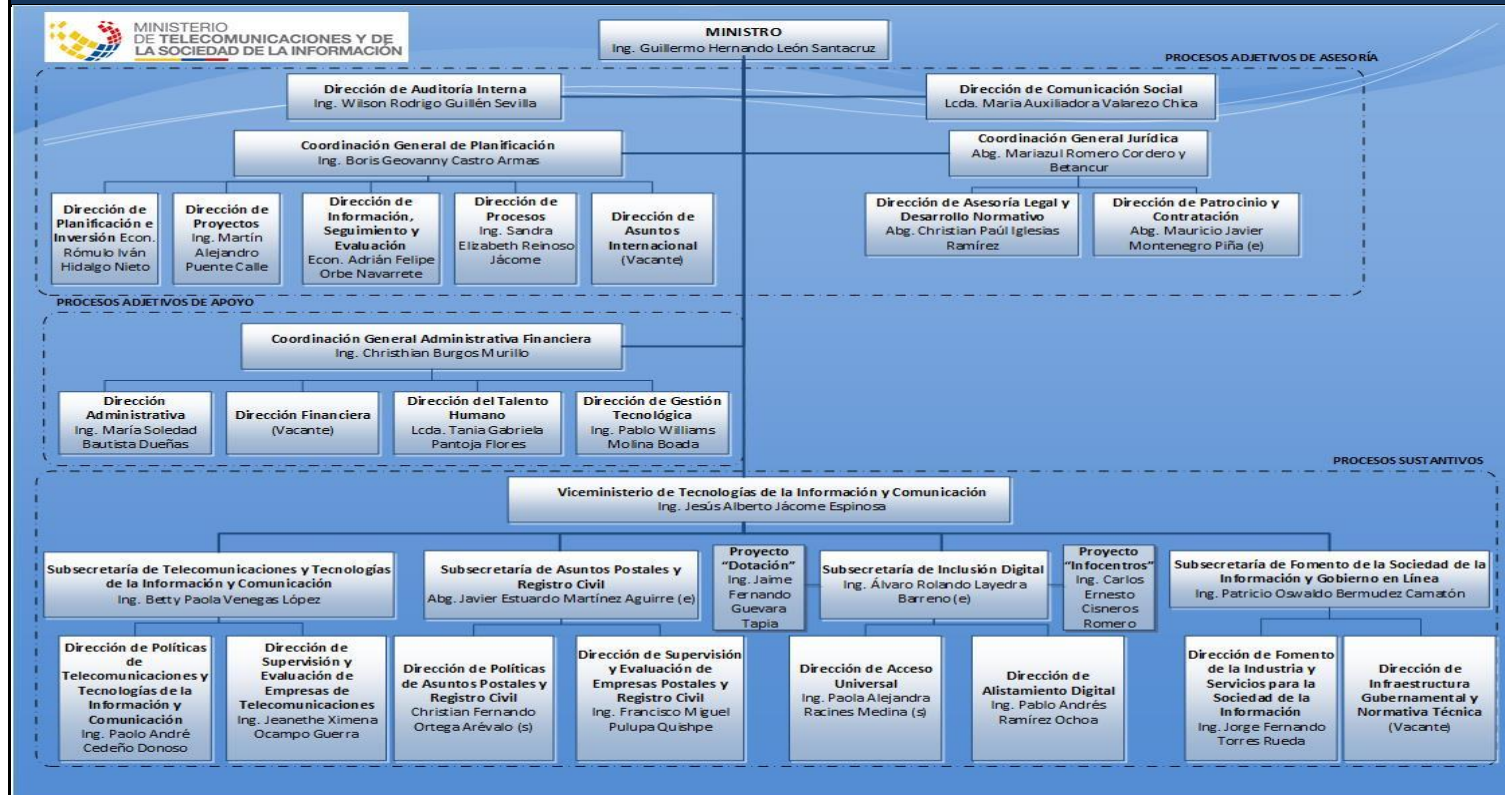 MINISTERIO
DE TELECOMUNICACIONES Y DE
LA SOCIEDAD DE LA INFORMACIÓN
MINISTRO
Ing. Guillermo Hernando León Santacruz
PROCESOS ADJETIVOS DE ASESORÍA
Dirección de Auditoría Interna
Ing. Wilson Rodrigo Guillén Sevilla
Dirección de Comunicación Social
Lcda. Maria Auxiliadora Valarezo Chica
Coordinación General de Planificación
Ing. Boris Geovanny Castro Armas
Coordinación General Jurídica
Abg. Mariazul Romero Cordero y
Betancur
Dirección de
Planificación e
Inversión Econ.
Rómulo Iván
Hidalgo Nieto
Dirección de
Proyectos
Ing. Martín
Alejandro
Puente Calle
Dirección de
Información,
Seguimiento y
Evaluación
Econ. Adrián Felipe
Orbe Navarrete
Dirección de
Procesos
Ing. Sandra
Elizabeth Reinoso
Jácome
Dirección de
Asuntos
Internacional
(Vacante)
Dirección de Asesoría Legal y
Desarrollo Normativo
Abg. Christian Paúl Iglesias
Ramírez
Dirección de Patrocinio y
Contratación
Abg. Mauricio Javier
Montenegro Piña (e)
PROCESOS ADJETIVOS DE APOYO
Coordinación General Administrativa Financiera
Ing. Christhian Burgos Murillo
Dirección
Administrativa
Ing. María Soledad
Bautista Dueñas
Dirección Financiera
(Vacante)
Dirección del Talento
Humano
Lcda. Tania Gabriela
Pantoja Flores
Dirección de Gestión
Tecnológica
Ing. Pablo Williams
Molina Boada
PROCESOS SUSTANTIVOS
Viceministerio de Tecnologías de la Información y Comunicación
Ing. Jesús Alberto Jácome Espinosa
Subsecretaría de Telecomunicaciones y Tecnologías
de la Información y Comunicación
Ing. Betty Paola Venegas López
Subsecretaría de Asuntos Postales y
Registro Civil
Abg. Javier Estuardo Martínez Aguirre (e)
Proyecto
“Dotación”
Ing. Jaime
Fernando
Guevara
Tapia
Subsecretaría de Inclusión Digital
Ing. Álvaro Rolando Layedra
Barreno (e)
Proyecto
“Infocentros”
Ing. Carlos
Ernesto
Cisneros
Romero
Subsecretaría de Fomento de la Sociedad de la
Información y Gobierno en Línea
Ing. Patricio Oswaldo Bermudez Camatón
Dirección de Políticas
de
Telecomunicaciones y
Tecnologías de la
Información y
Comunicación
Ing. Paolo André
Cedeño Donoso
Dirección de
Supervisión y
Evaluación de
Empresas de
Telecomunicaciones
Ing. Jeanethe Ximena
Ocampo Guerra
Dirección de Políticas
de Asuntos Postales y
Registro Civil
Christian Fernando
Ortega Arévalo (s)
Dirección de Supervisión
y Evaluación de
Empresas Postales y
Registro Civil
Ing. Francisco Miguel
Pulupa Quishpe
Dirección de Acceso
Universal
Ing. Paola Alejandra
Racines Medina (s)
Dirección de
Alistamiento Digital
Ing. Pablo Andrés
Ramírez Ochoa
Dirección de Fomento
de la Industria y
Servicios para la
Sociedad de la
Información
Ing. Jorge Fernando
Torres Rueda
Dirección de
Infraestructura
Gubernamental y
Normativa Técnica
(Vacante)